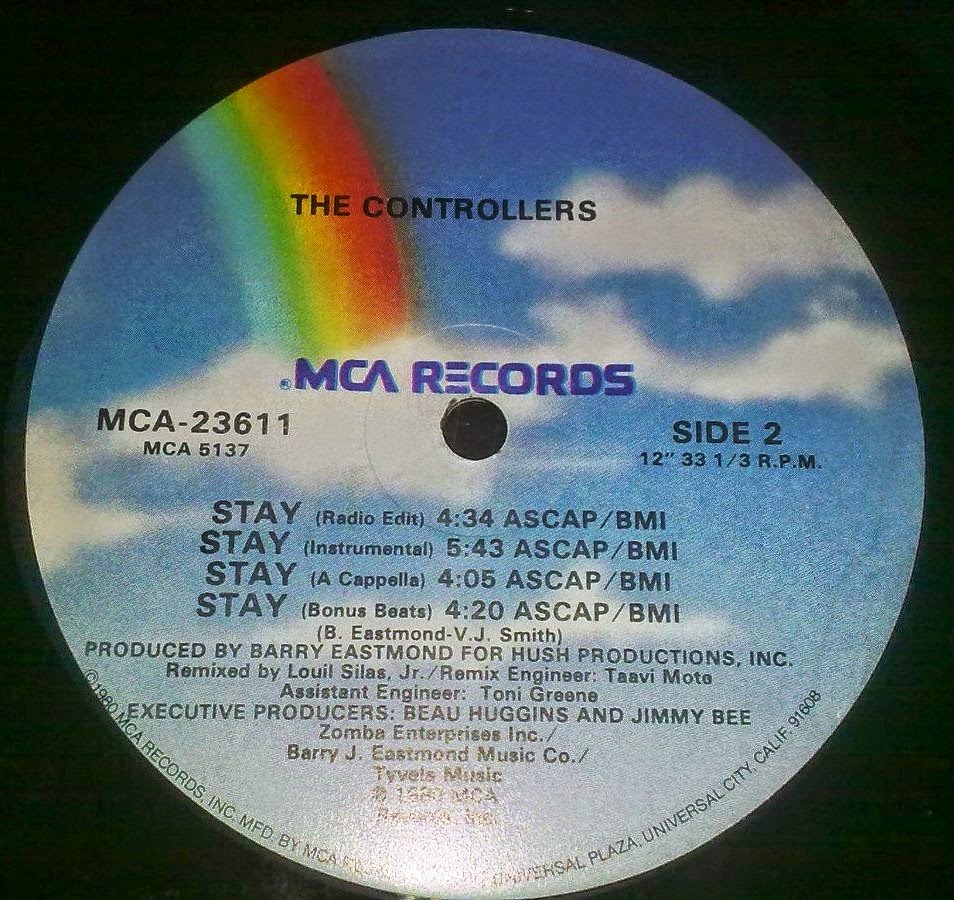 THE CONTROLLERS
®MCA RECORDS
MCA-23611
MCA 5137
SIDE 2
12" 33 1/3 R.P.M.
STAY (Radio Edit) 4:34 ASCAP/BMI
STAY (Instrumental) 5:43 ASCAP/BMI
STAY (A Cappella) 4:05 ASCAP/BMI
STAY (Bonus Beats) 4:20 ASCAP/BMI
(B. Eastmond-V.J. Smith)
PRODUCED BY BARRY EASTMOND FOR HUSH PRODUCTIONS, INC.
Remixed by Louil Silas, Jr./Remix Engineer: Taavi Mote
Assistant Engineer: Toni Greene
EXECUTIVE PRODUCERS: BEAU HUGGINS AND JIMMY BEE
Zomba Enterprises Inc./
Barry J. Eastmond Music Co./
Tyvels Music
MCA
©1980 MCA RECORDS, INC. MFD. BY MCA UNIVERSAL PLAZA, UNIVERSAL CITY, CALIF. 91608